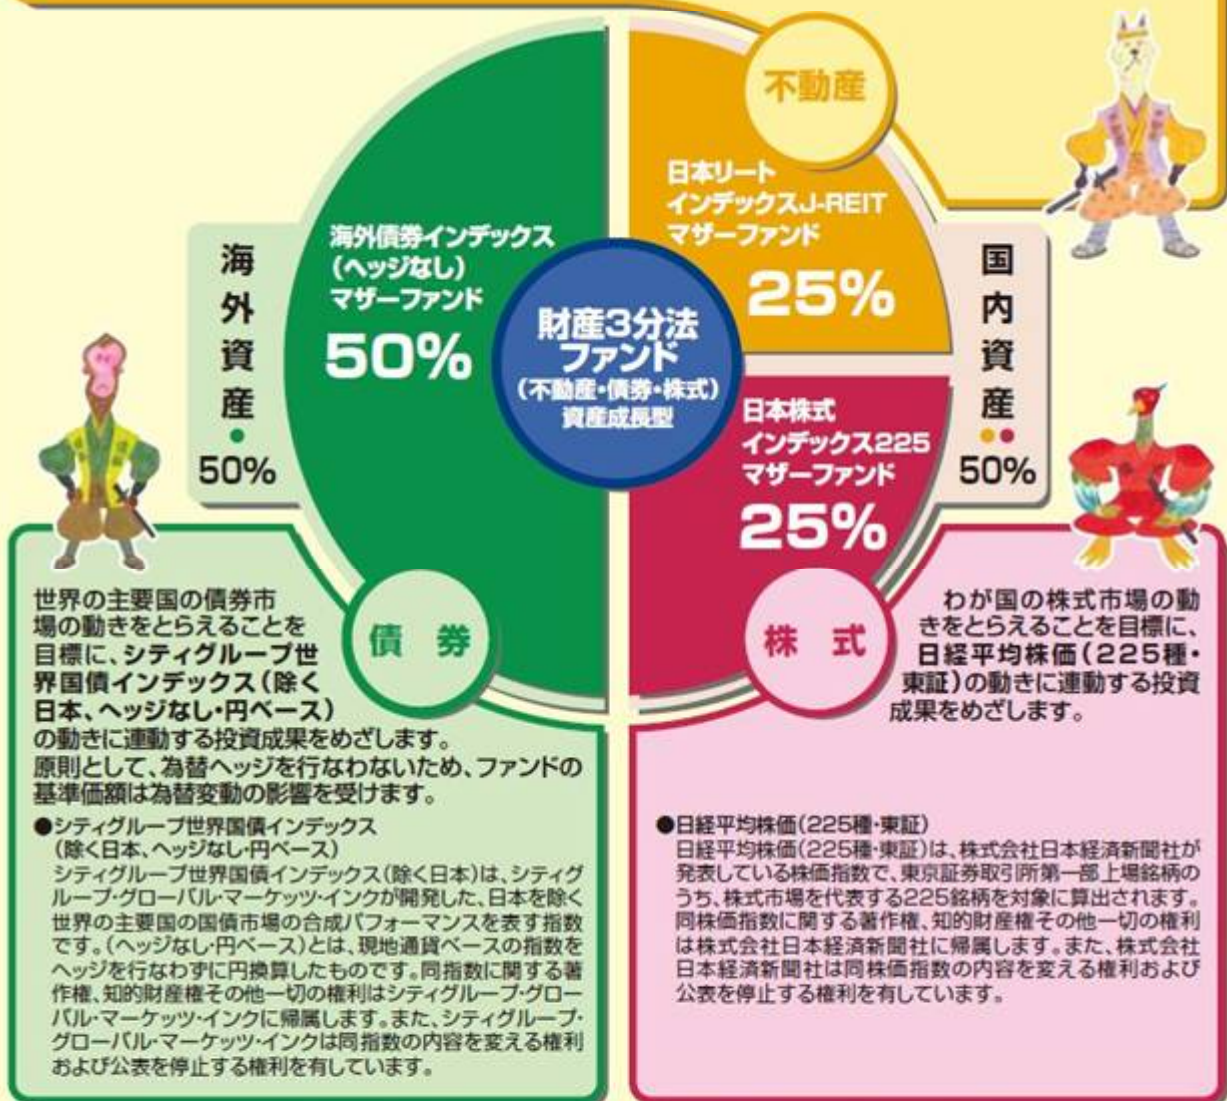 不動産
日本リート
インデックスJ-REIT
マザーファンド
25%
海外債券インデックス
（ヘッジなし）
マザーファンド
50%
海外資産
50%
財産3分法
ファンド
（不動産・債券・株式）
資産成長型
国内資産
50%
日本株式
インデックス225
マザーファンド
25%
債券
世界の主要国の債券市
場の動きをとらえることを
目標に、シティグループ世
界国債インデックス（除く
日本、ヘッジなし・円ベース）
の動きに連動する投資成果をめざします。
原則として、為替ヘッジを行なわないため、ファンドの
基準価額は為替変動の影響を受けます。
●シティグループ世界国債インデックス
（除く日本、ヘッジなし・円ベース）
シティグループ世界国債インデックス（除く日本）は、シティグ
ループ・グローバル・マーケッツ・インクが開発した、日本を除く
世界の主要国の国債市場の合成パフォーマンスを表す指数
です。（ヘッジなし・円ベース）とは、現地通貨ベースの指数を
ヘッジを行なわずに円換算したものです。同指数に関する著
作権、知的財産権その他一切の権利はシティグループ・グロー
バル・マーケッツ・インクに帰属します。また、シティグループ・
グローバル・マーケッツ・インクは同指数の内容を変える権利
および公表を停止する権利を有しています。
株式
わが国の株式市場の動
きをとらえることを目標に、
日経平均株価（225種・
東証）の動きに連動する投資
成果をめざします。
●日経平均株価（225種・東証）
日経平均株価（225種・東証）は、株式会社日本経済新聞社が
発表している株価指数で、東京証券取引所第一部上場銘柄の
うち、株式市場を代表する225銘柄を対象に算出されます。
同株価指数に関する著作権、知的財産権その他一切の権利
は株式会社日本経済新聞社に帰属します。また、株式会社
日本経済新聞社は同株価指数の内容を変える権利および
公表を停止する権利を有しています。